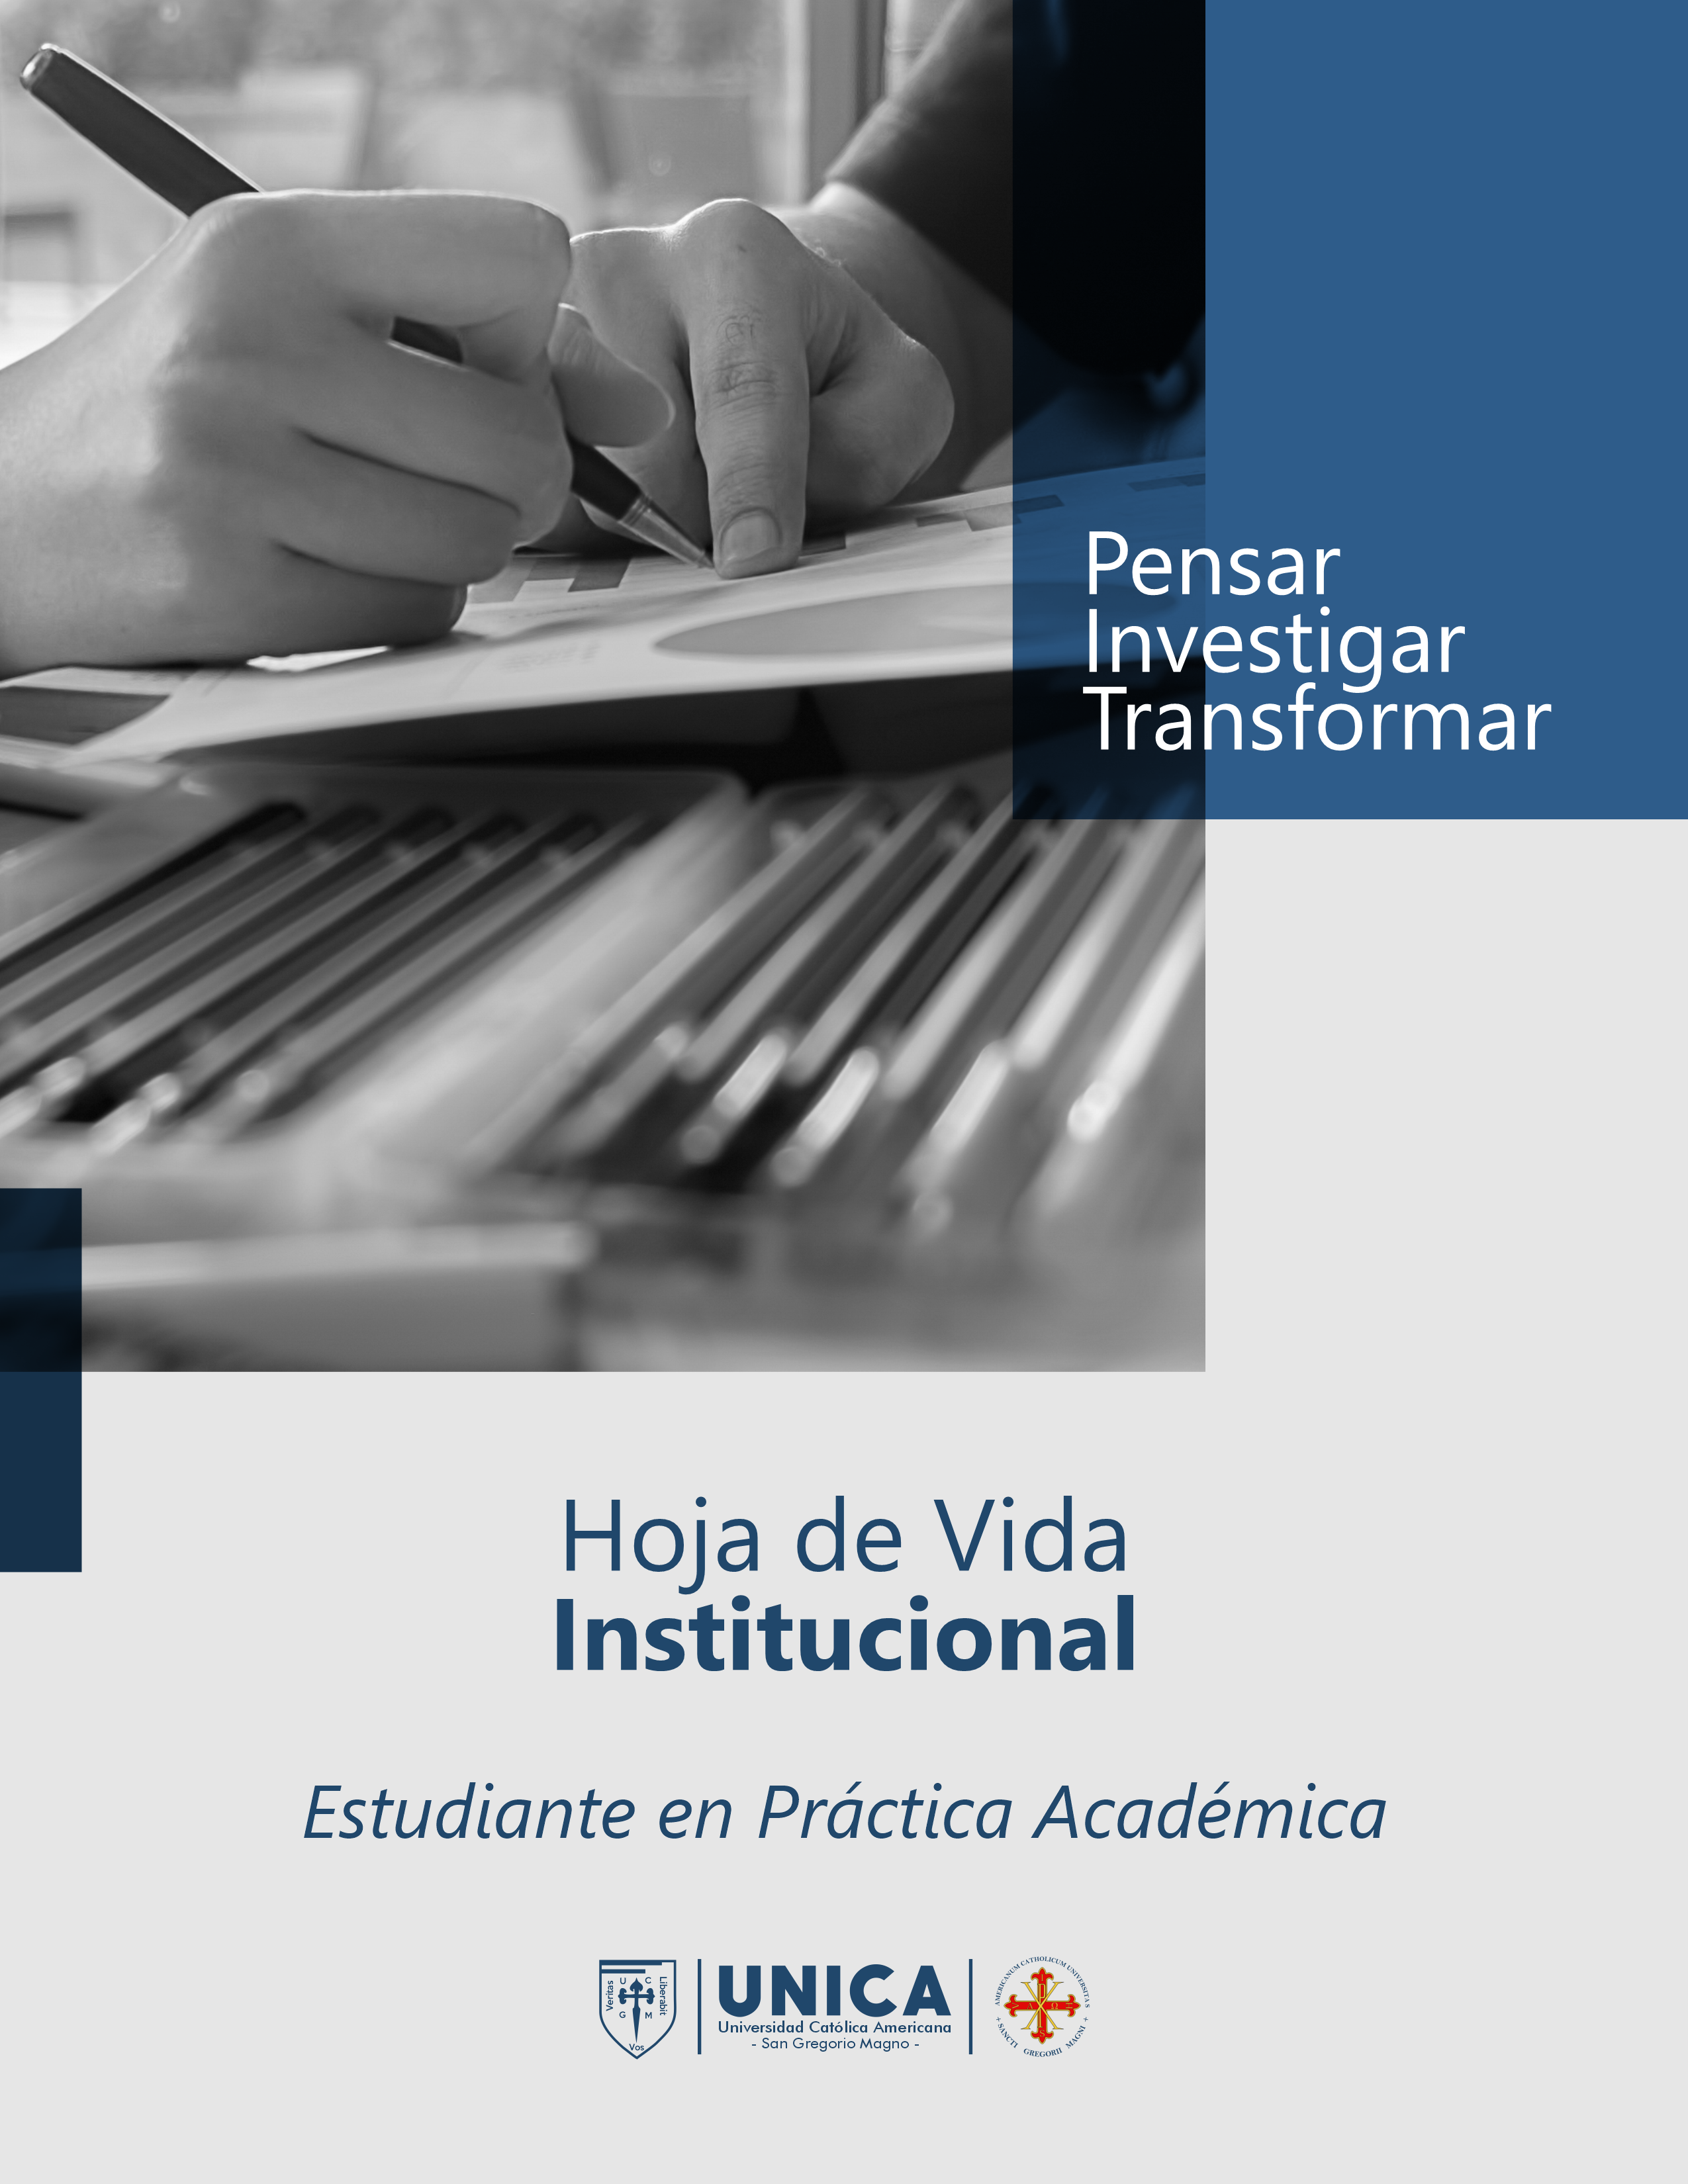 Pensar
Investigar
Transformar
Hoja de Vida
Institucional
Estudiante en Práctica Académica
Veritas
U C
G M
Liberabit
Vos
UNICA
Universidad Católica Americana
- San Gregorio Magno -
AMERICANUM CATHOLICUM UNIVERSITAS
+ SANCTI GREGORII MAGNI +